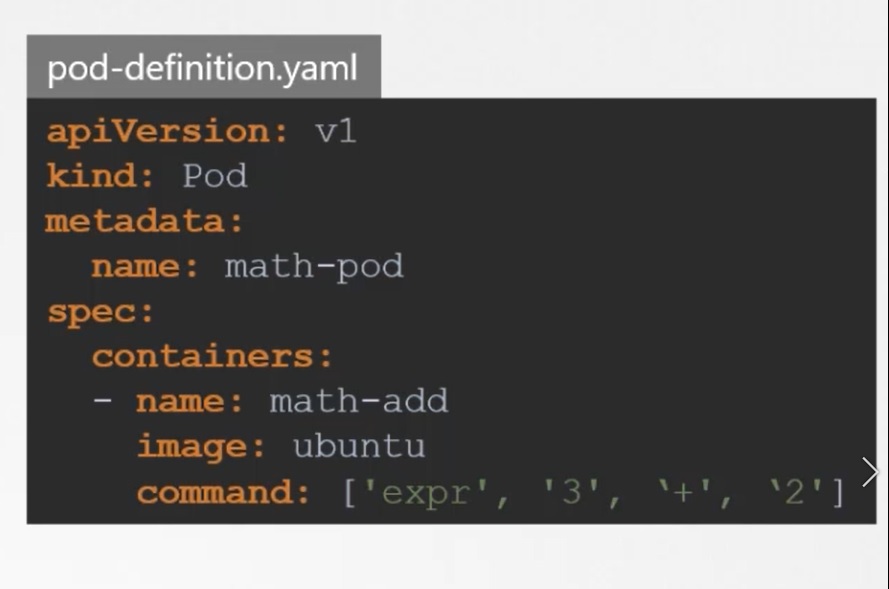 pod-definition.yaml
apiVersion: v1
kind: Pod
metadata:
  name: math-pod
spec:
  containers:
  - name: math-add
    image: ubuntu
    command: ['expr', '3', ‵+', ‵2']